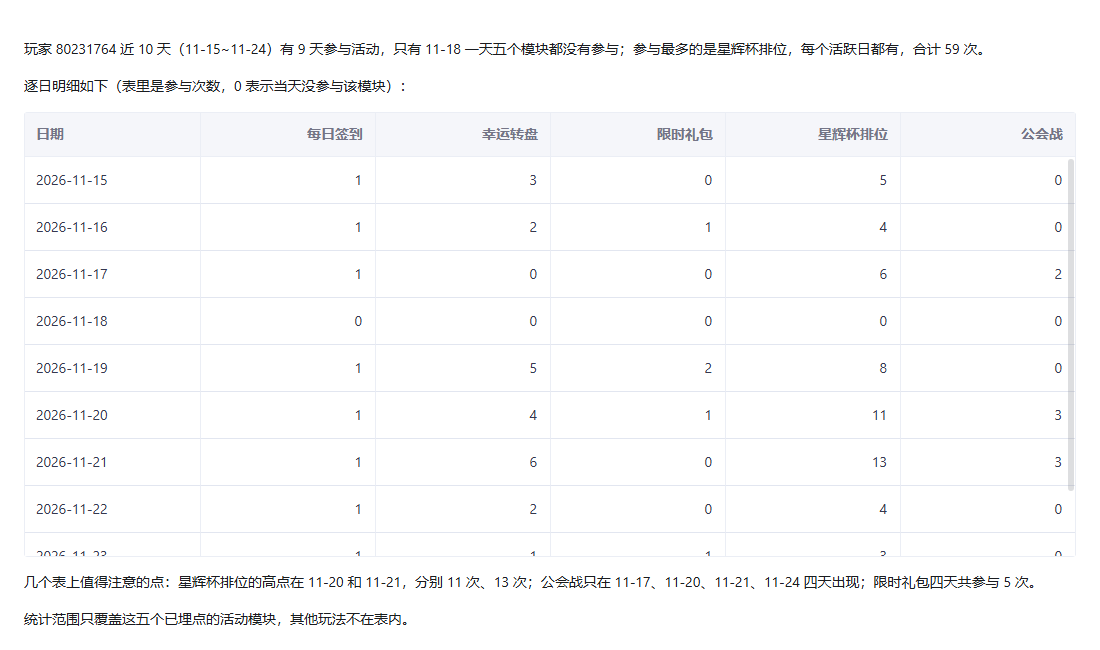 玩家 80231764 近 10 天（11-15~11-24）有 9 天参与活动，只有 11-18 一天五个模块都没有参与；参与最多的是星辉杯排位，每个活跃日都有，合计 59 次。
逐日明细如下（表里是参与次数，0 表示当天没参与该模块）：
日期 每日签到 幸运转盘 限时礼包 星辉杯排位 公会战
2026-11-15 1 3 0 5 0
2026-11-16 1 2 1 4 0
2026-11-17 1 0 0 6 2
2026-11-18 0 0 0 0 0
2026-11-19 1 5 2 8 0
2026-11-20 1 4 1 11 3
2026-11-21 1 6 0 13 3
2026-11-22 1 2 0 4 0
2026-11-23 1 1 1 3 0
几个表上值得注意的点：星辉杯排位的高点在 11-20 和 11-21，分别 11 次、13 次；公会战只在 11-17、11-20、11-21、11-24 四天出现；限时礼包四天共参与 5 次。
统计范围只覆盖这五个已埋点的活动模块，其他玩法不在表内。